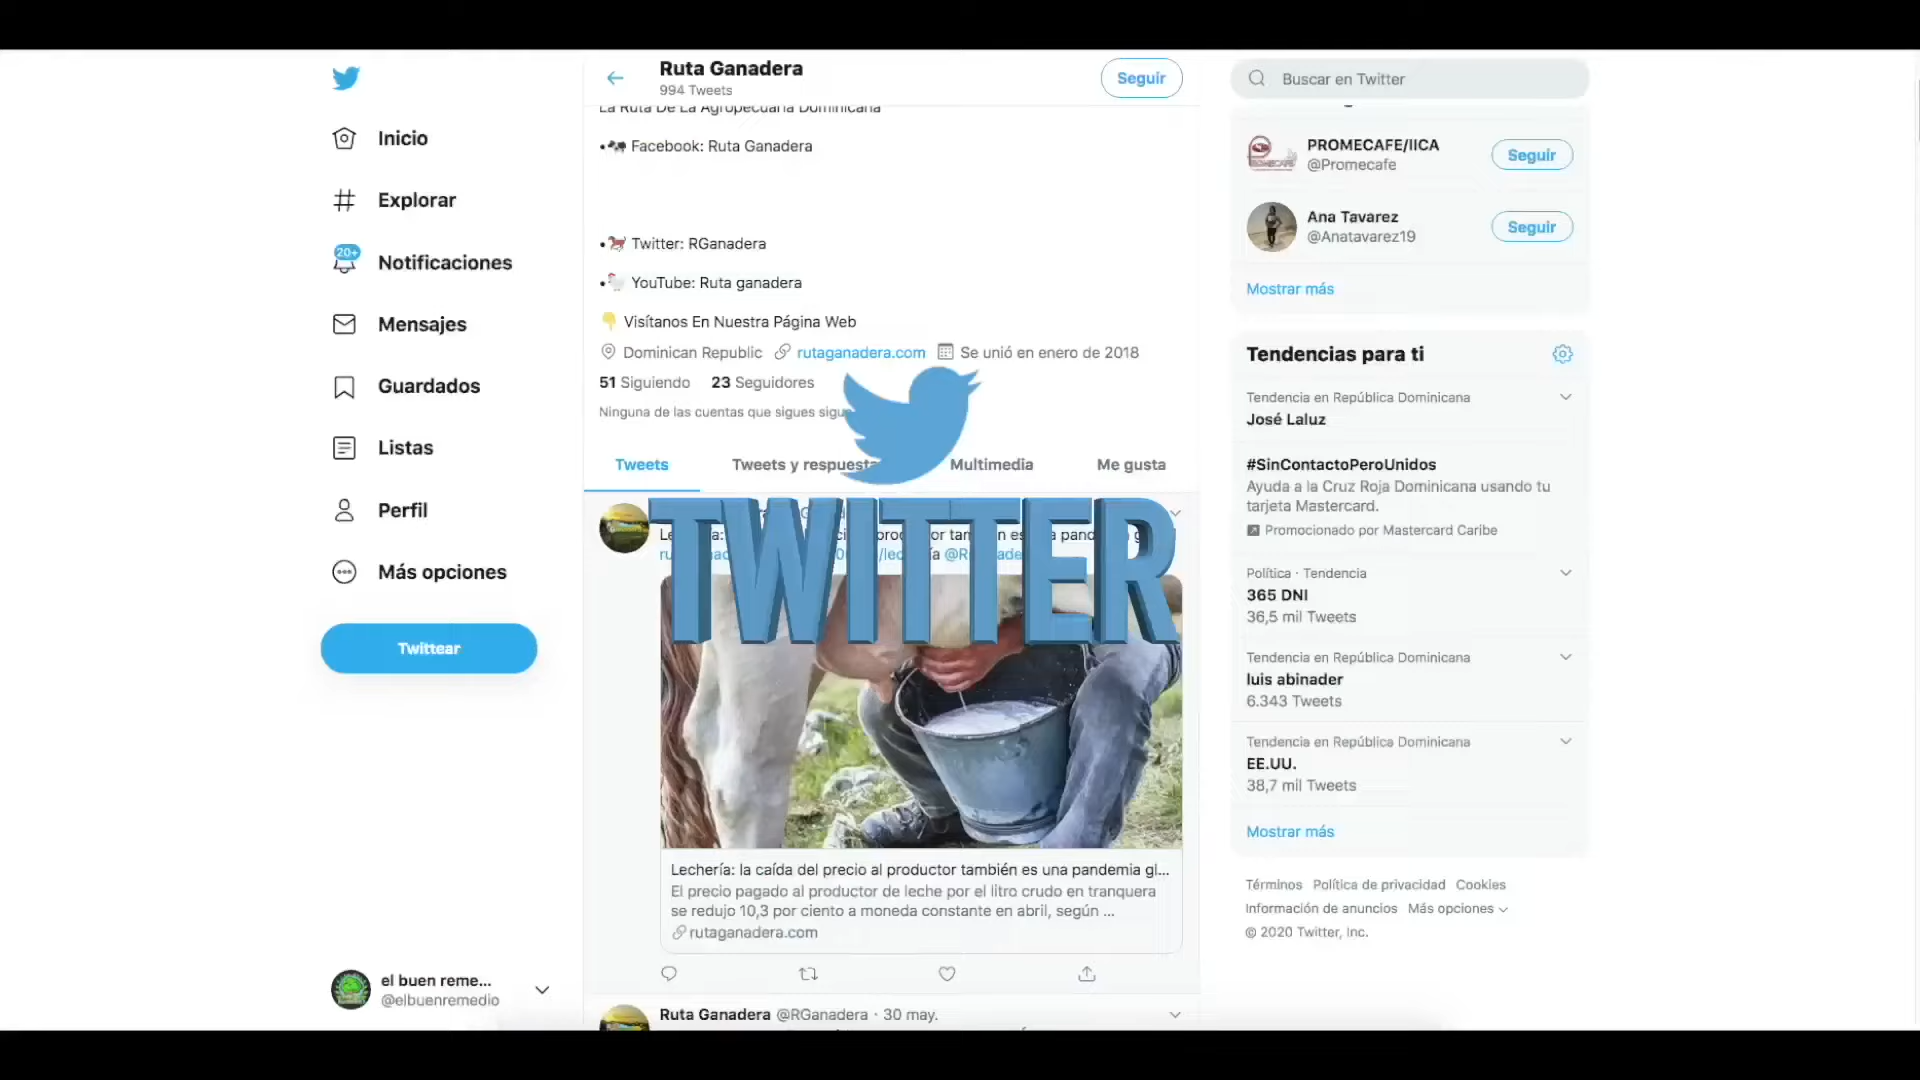 Inicio
Explorar
20+
Notificaciones
Mensajes
Guardados
Listas
Perfil
Más opciones
Twittear
el buen reme...
@elbuenremedio
Ruta Ganadera
994 Tweets
Seguir
La Ruta De La Agropecuaria Dominicana
•🐄 Facebook: Ruta Ganadera
•🐎 Twitter: RGanadera
•🐓 YouTube: Ruta ganadera
👇 Visítanos En Nuestra Página Web
Dominican Republic rutaganadera.com Se unió en enero de 2018
51 Siguiendo 23 Seguidores
Ninguna de las cuentas que sigues
Tweets Tweets y respuesta Multimedia Me gusta
TWITTER
Lechería: la caída del precio al productor también es una pandemia gl...
El precio pagado al productor de leche por el litro crudo en tranquera
se redujo 10,3 por ciento a moneda constante en abril, según ...
rutaganadera.com
Ruta Ganadera @RGanadera · 30 may.
Buscar en Twitter
PROMECAFE/IICA
@Promecafe
Seguir
Ana Tavarez
@Anatavarez19
Seguir
Mostrar más
Tendencias para ti
Tendencia en República Dominicana
José Laluz
#SinContactoPeroUnidos
Ayuda a la Cruz Roja Dominicana usando tu
tarjeta Mastercard.
Promocionado por Mastercard Caribe
Política · Tendencia
365 DNI
36,5 mil Tweets
Tendencia en República Dominicana
luis abinader
6.343 Tweets
Tendencia en República Dominicana
EE.UU.
38,7 mil Tweets
Mostrar más
Términos Política de privacidad Cookies
Información de anuncios Más opciones
© 2020 Twitter, Inc.